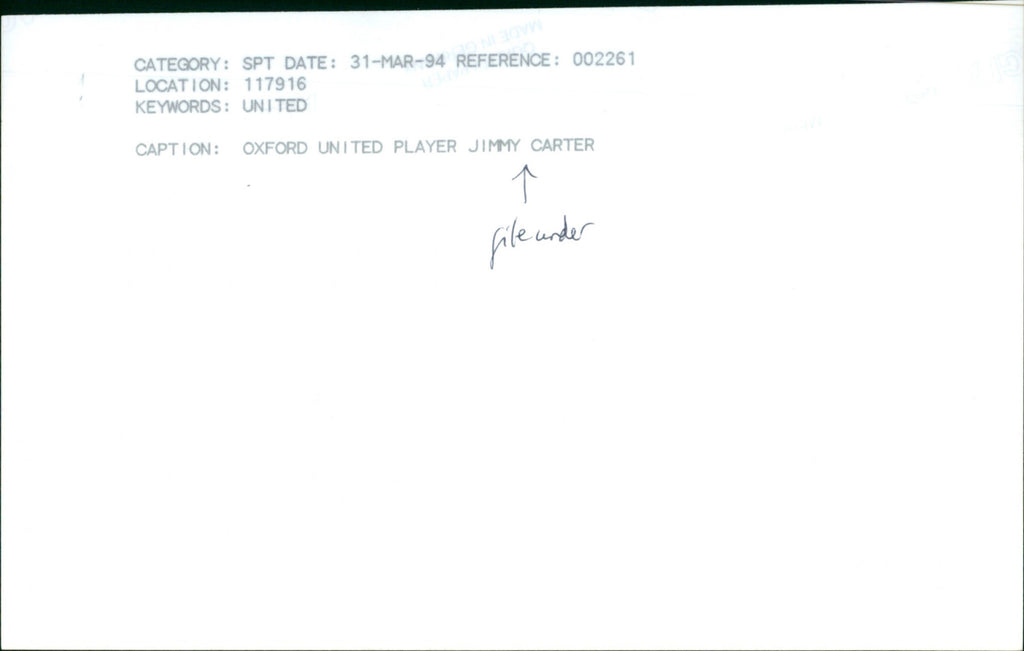 CATEGORY: SPT DATE: 31-MAR-94 REFERENCE: 002261
LOCATION: 117916
KEYWORDS: UNITED
CAPTION: OXFORD UNITED PLAYER JIMMY CARTER
↑
file under